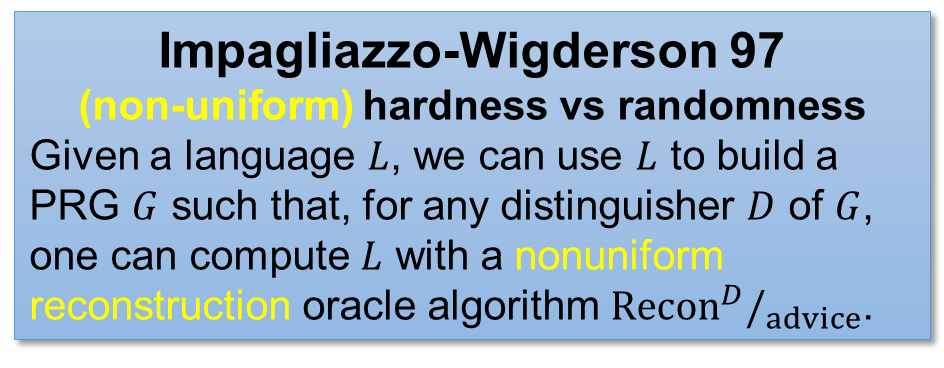 Impagliazzo-Wigderson 97
(non-uniform) hardness vs randomness
Given a language 𝐿, we can use 𝐿 to build a
PRG 𝐺 such that, for any distinguisher 𝐷 of 𝐺,
one can compute 𝐿 with a nonuniform
reconstruction oracle algorithm Recon^𝐷/_advice.